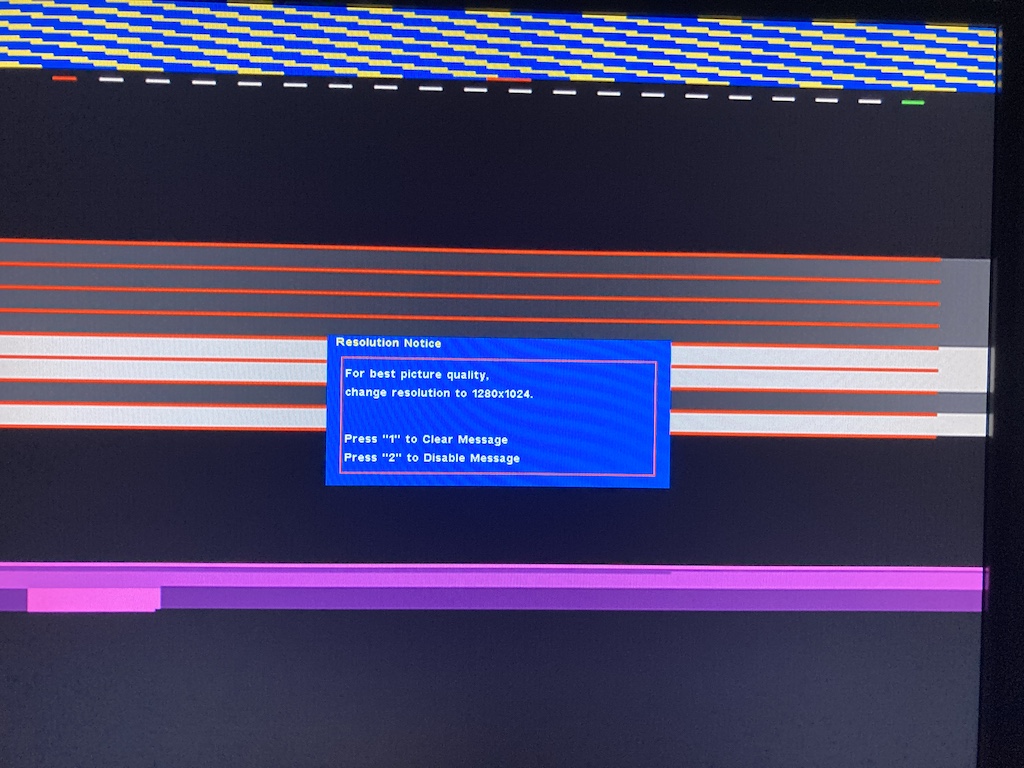 Resolution Notice
For best picture quality,
change resolution to 1280x1024.
Press "1" to Clear Message
Press "2" to Disable Message